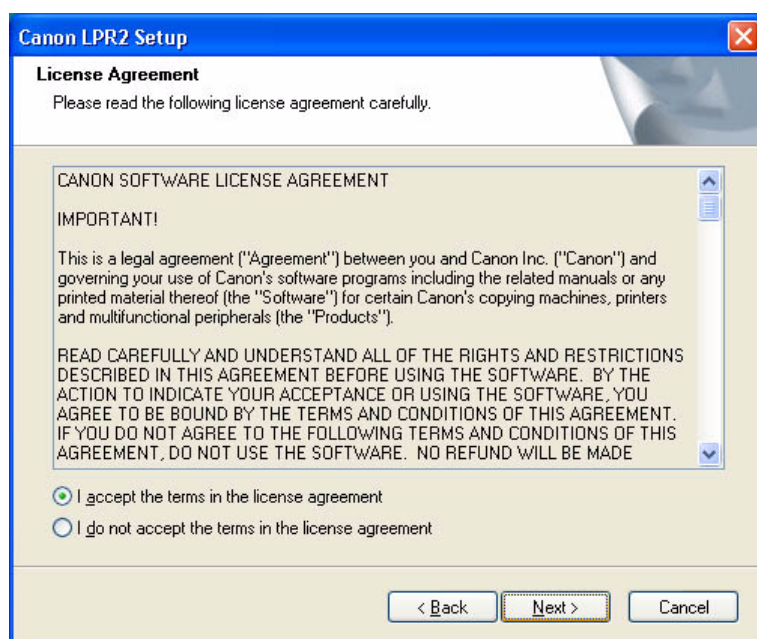 Canon LPR2 Setup
License Agreement
Please read the following license agreement carefully.
CANON SOFTWARE LICENSE AGREEMENT
IMPORTANT!
This is a legal agreement ("Agreement") between you and Canon Inc. ("Canon") and
governing your use of Canon's software programs including the related manuals or any
printed material thereof (the "Software") for certain Canon's copying machines, printers
and multifunctional peripherals (the "Products").
READ CAREFULLY AND UNDERSTAND ALL OF THE RIGHTS AND RESTRICTIONS
DESCRIBED IN THIS AGREEMENT BEFORE USING THE SOFTWARE.  BY THE
ACTION TO INDICATE YOUR ACCEPTANCE OR USING THE SOFTWARE, YOU
AGREE TO BE BOUND BY THE TERMS AND CONDITIONS OF THIS AGREEMENT.
IF YOU DO NOT AGREE TO THE FOLLOWING TERMS AND CONDITIONS OF THIS
AGREEMENT, DO NOT USE THE SOFTWARE.  NO REFUND WILL BE MADE
I accept the terms in the license agreement
I do not accept the terms in the license agreement
< Back Next > Cancel